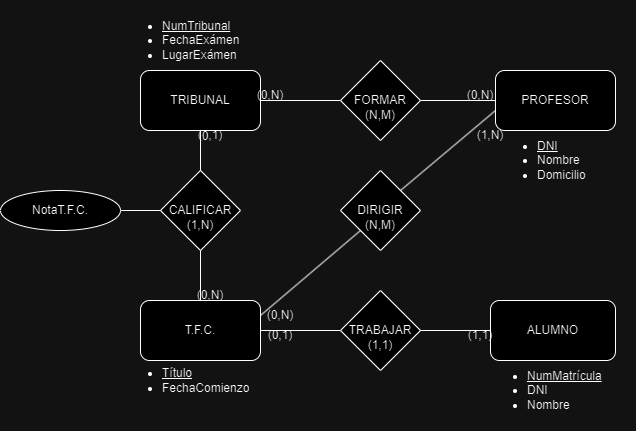 NumTribunal
FechaExámen
LugarExámen
TRIBUNAL
(0,N)
FORMAR
(N,M)
(0,N)
PROFESOR
(0,1)
(1,N)
DNI
Nombre
Domicilio
NotaT.F.C.
CALIFICAR
(1,N)
DIRIGIR
(N,M)
(0,N)
(0,N)
T.F.C.
(0,1)
TRABAJAR
(1,1)
(1,1)
ALUMNO
Título
FechaComienzo
NumMatrícula
DNI
Nombre